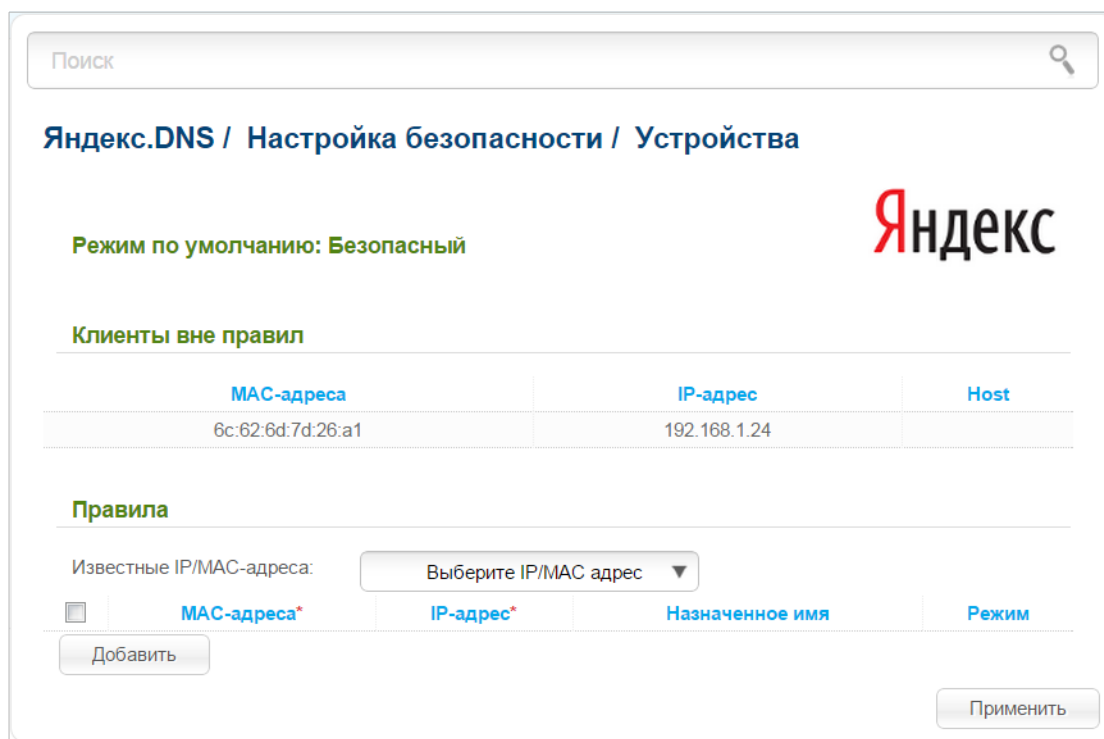 Поиск
Яндекс.DNS / Настройка безопасности / Устройства
Яндекс
Режим по умолчанию: Безопасный
Клиенты вне правил
MAC-адреса IP-адрес Host
6c:62:6d:7d:26:a1 192.168.1.24
Правила
Известные IP/MAC-адреса: Выберите IP/MAC адрес
MAC-адреса* IP-адрес* Назначенное имя Режим
Добавить
Применить